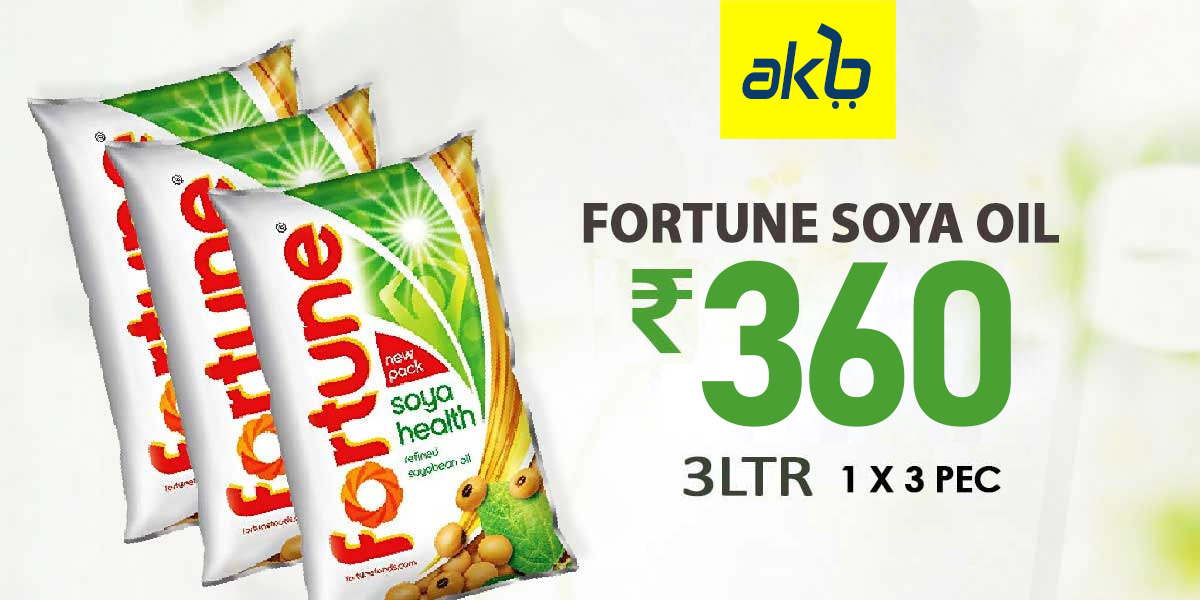 akb
FORTUNE SOYA OIL
₹360
3LTR 1 X 3 PEC
fortune
new
pack
soya
health
refined
soyabean oil
fortunefoods.com
fortune
fortunefoods.c
fortune
fortunef